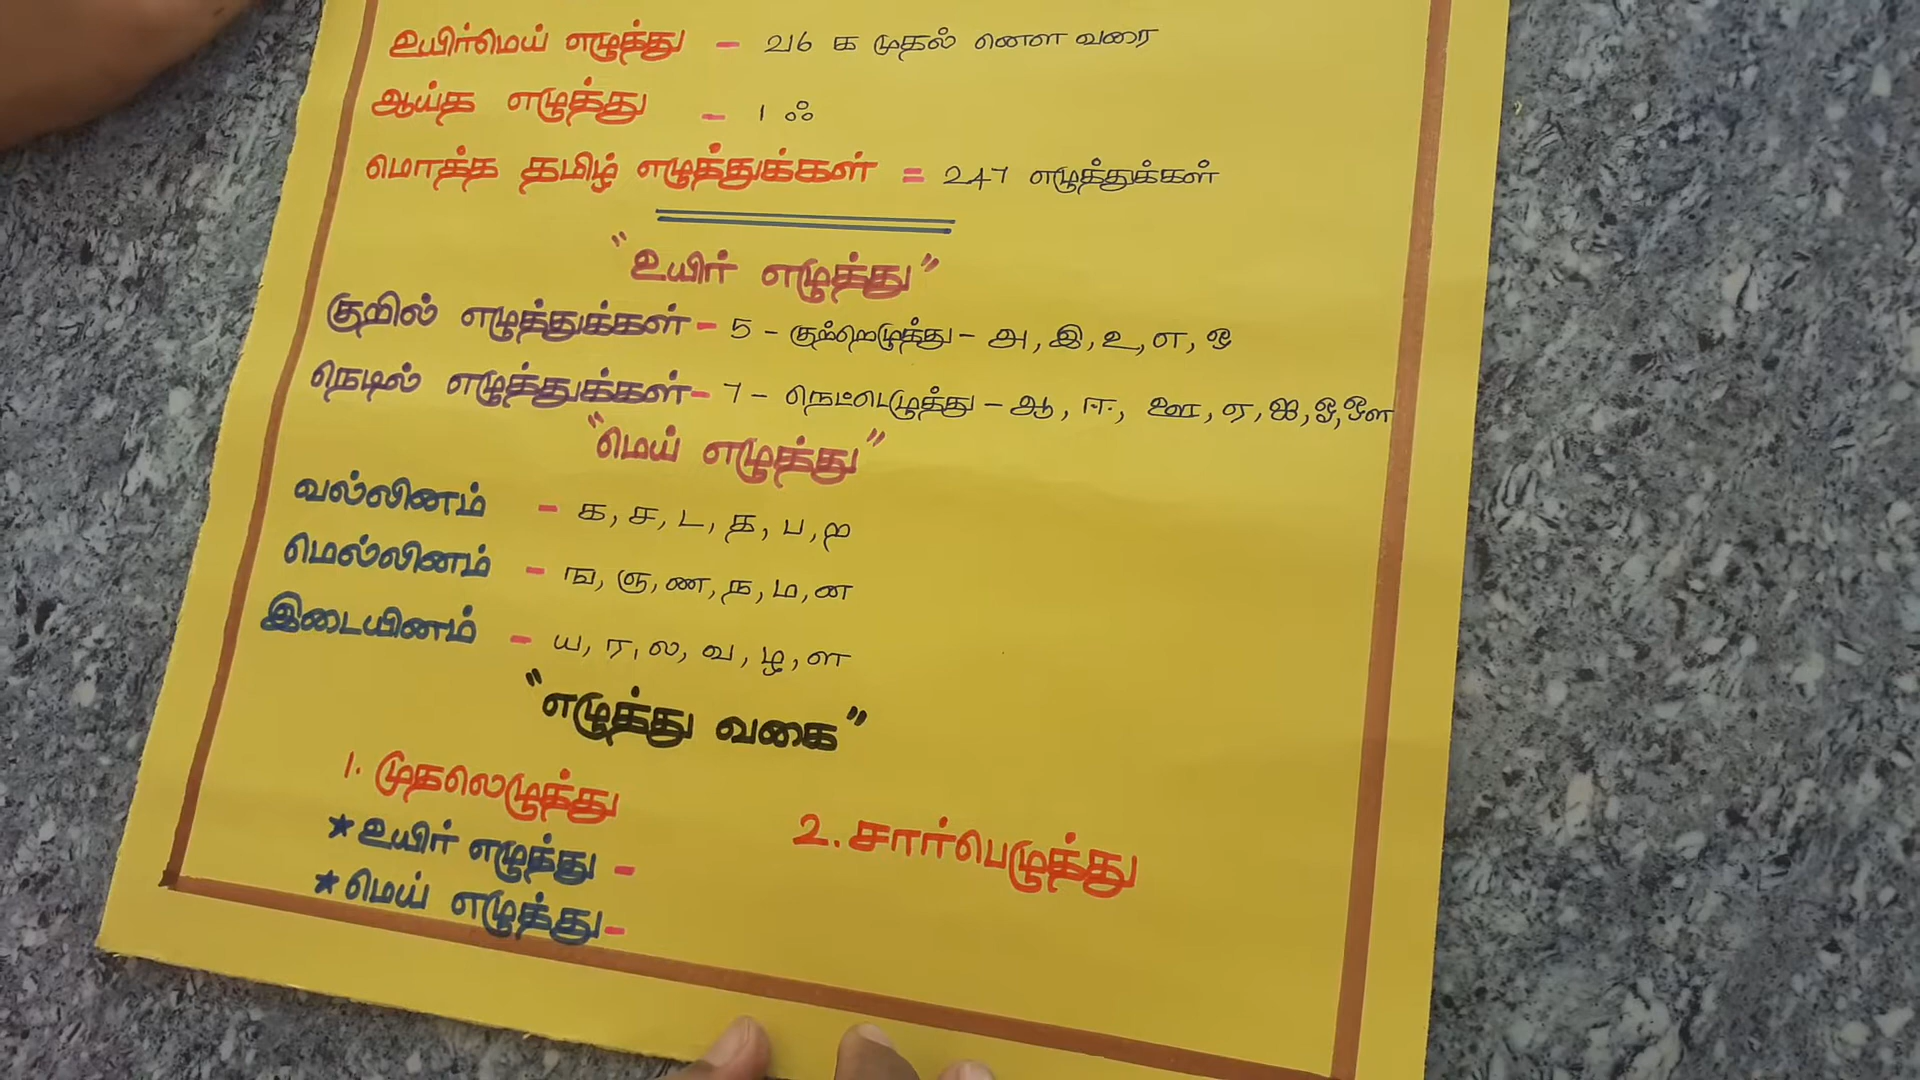 உயிர்மெய் எழுத்து - 216 க முதல் னௌ வரை
ஆய்த எழுத்து - 1 ஃ
மொத்த தமிழ் எழுத்துக்கள் = 247 எழுத்துக்கள்
"உயிர் எழுத்து"
குறில் எழுத்துக்கள் - 5 - குற்றெழுத்து - அ, இ, உ, எ, ஒ
நெடில் எழுத்துக்கள் - 7 - நெட்டெழுத்து - ஆ, ஈ, ஊ, ஏ, ஐ, ஓ, ஔ
"மெய் எழுத்து"
வல்லினம் - க, ச, ட, த, ப, ற
மெல்லினம் - ங, ஞ, ண, ந, ம, ன
இடையினம் - ய, ர, ல, வ, ழ, ள
"எழுத்து வகை"
1. முதலெழுத்து
★ உயிர் எழுத்து -
★ மெய் எழுத்து -
2. சார்பெழுத்து